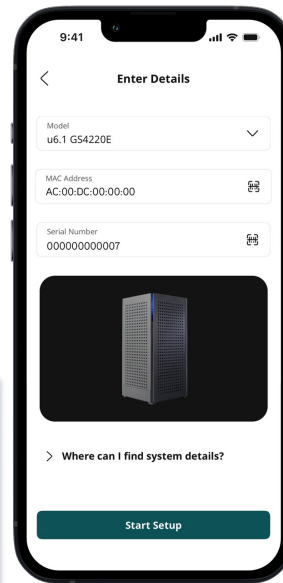 9:41
Enter Details
Model
u6.1 GS4220E
MAC Address
AC:00:DC:00:00:00
Serial Number
000000000007
Where can I find system details?
Start Setup